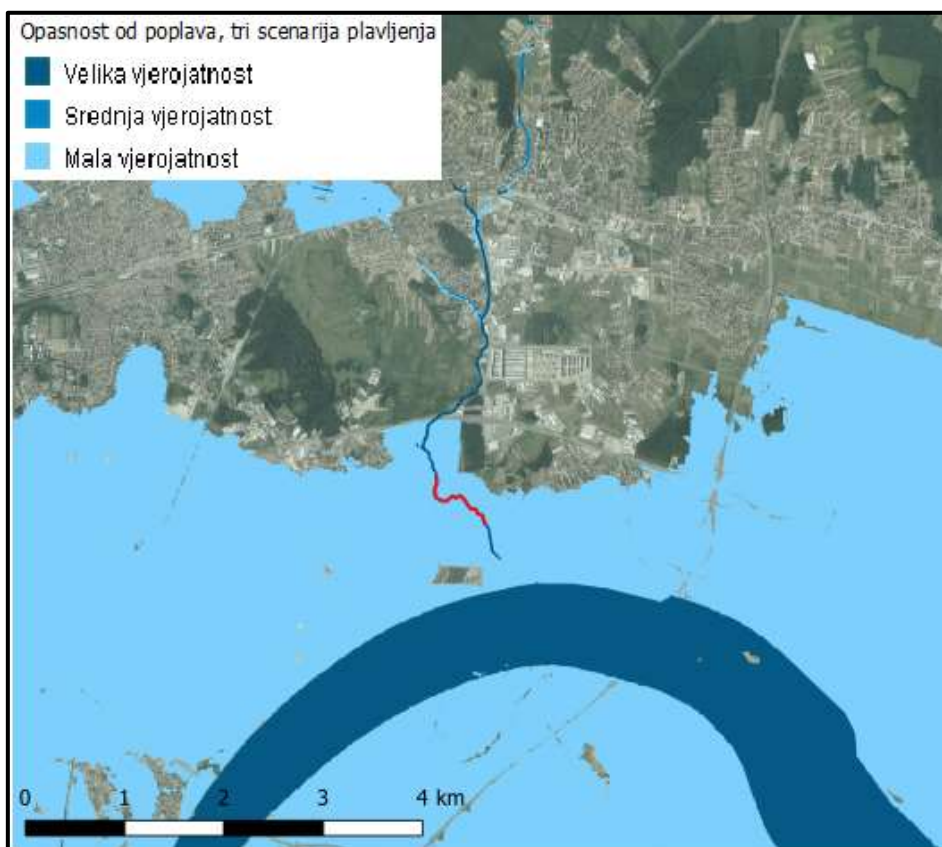 Opasnost od poplava, tri scenarija plavljenja
Velika vjerojatnost
Srednja vjerojatnost
Mala vjerojatnost
0 1 2 3 4 km